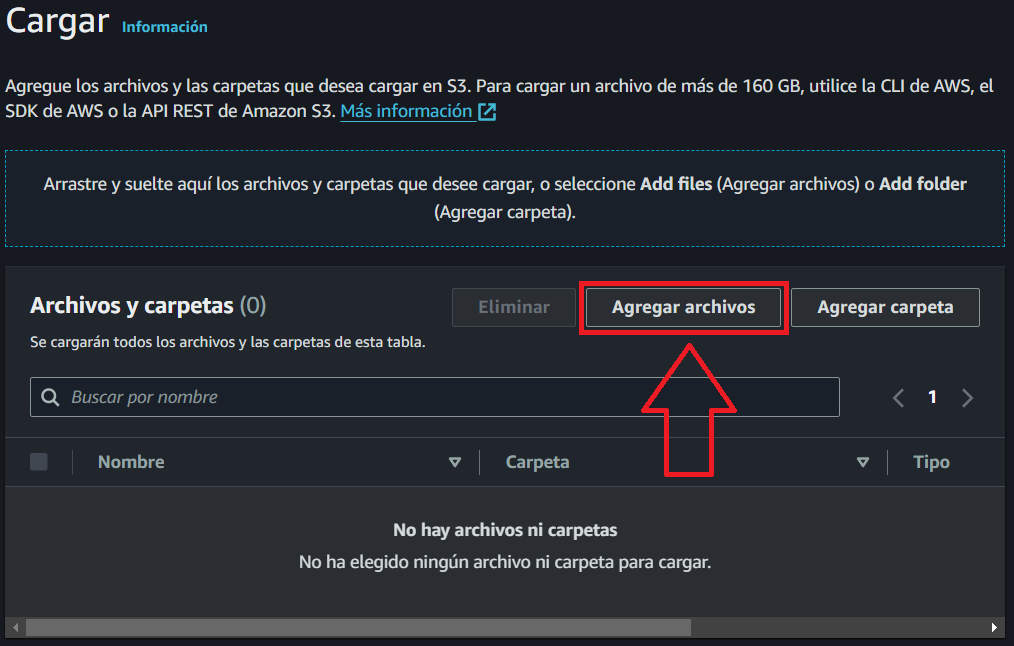 Cargar Información
Agregue los archivos y las carpetas que desea cargar en S3. Para cargar un archivo de más de 160 GB, utilice la CLI de AWS, el
SDK de AWS o la API REST de Amazon S3. Más información
Arrastre y suelte aquí los archivos y carpetas que desee cargar, o seleccione Add files (Agregar archivos) o Add folder
(Agregar carpeta).
Archivos y carpetas (0) Eliminar Agregar archivos Agregar carpeta
Se cargarán todos los archivos y las carpetas de esta tabla.
Buscar por nombre 1
Nombre Carpeta Tipo
No hay archivos ni carpetas
No ha elegido ningún archivo ni carpeta para cargar.